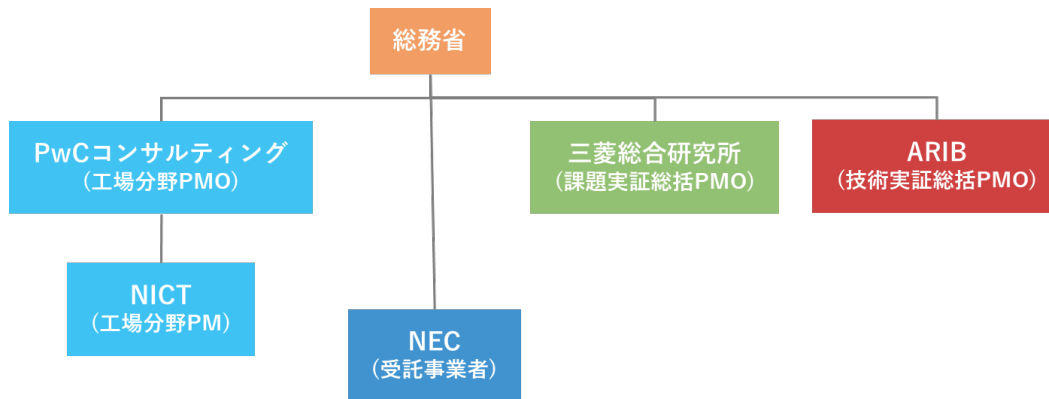 総務省
PwCコンサルティング
(工場分野PMO)
三菱総合研究所
(課題実証総括PMO)
ARIB
(技術実証総括PMO)
NICT
(工場分野PM)
NEC
(受託事業者)